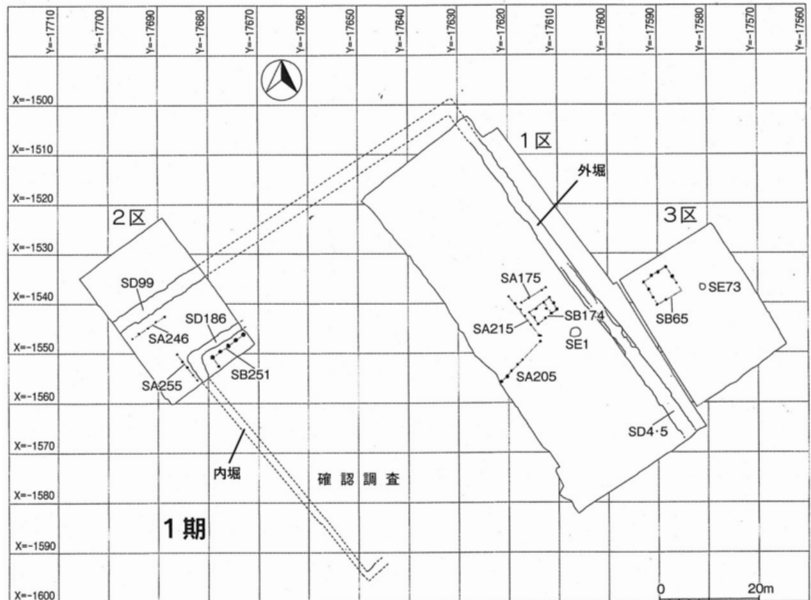 Y=-17710
Y=-17700
Y=-17690
Y=-17680
Y=-17670
Y=-17660
Y=-17650
Y=-17640
Y=-17630
Y=-17620
Y=-17610
Y=-17600
Y=-17590
Y=-17580
Y=-17570
Y=-17560
X=-1500
X=-1510
X=-1520
X=-1530
X=-1540
X=-1550
X=-1560
X=-1570
X=-1580
X=-1590
X=-1600
1区
外堀
2区
3区
SD99
SD186
SA246
SA255
SB251
SA175
SA215
SB174
SE1
SA205
SE73
SB65
SD4・5
内堀
確認調査
1期
0 20m